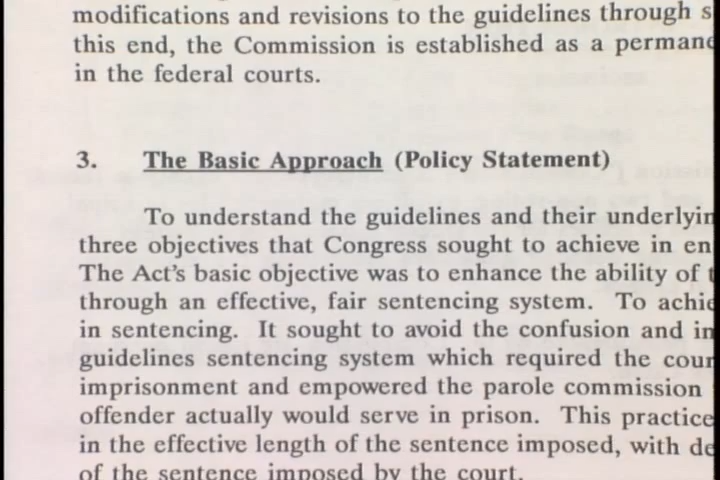 modifications and revisions to the guidelines through s
this end, the Commission is established as a permane
in the federal courts.
3. The Basic Approach (Policy Statement)
To understand the guidelines and their underlyin
three objectives that Congress sought to achieve in en
The Act's basic objective was to enhance the ability of t
through an effective, fair sentencing system. To achie
in sentencing. It sought to avoid the confusion and im
guidelines sentencing system which required the cour
imprisonment and empowered the parole commission
offender actually would serve in prison. This practice
in the effective length of the sentence imposed, with de
of the sentence imposed by the court.